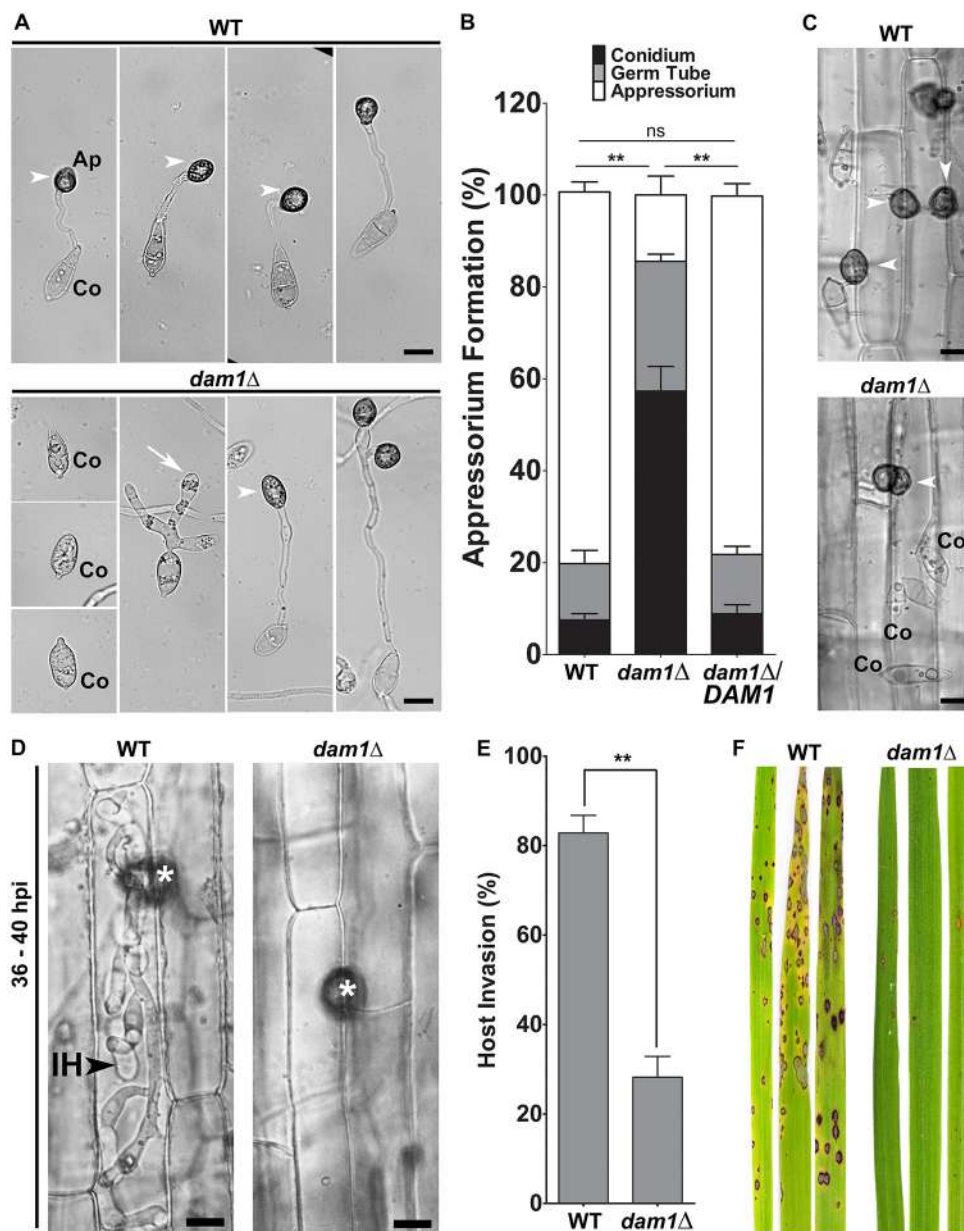 A
WT
Ap
Co
dam1Δ
Co
Co
Co
B
Conidium
Germ Tube
Appressorium
Appressorium Formation (%)
120
100
80
60
40
20
0
ns
** **
WT dam1Δ dam1Δ/
DAM1
C
WT
dam1Δ
Co
Co
Co
D
WT dam1Δ
36 - 40 hpi
*
*
IH
E
Host Invasion (%)
100
80
60
40
20
0
**
WT dam1Δ
F
WT dam1Δ